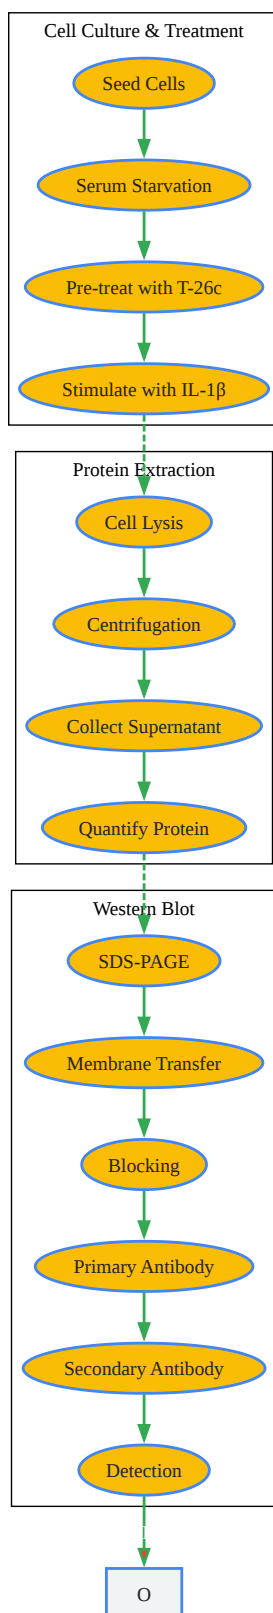 Cell Culture & Treatment
Seed Cells
Serum Starvation
Pre-treat with T-26c
Stimulate with IL-1β
Protein Extraction
Cell Lysis
Centrifugation
Collect Supernatant
Quantify Protein
Western Blot
SDS-PAGE
Membrane Transfer
Blocking
Primary Antibody
Secondary Antibody
Detection
O